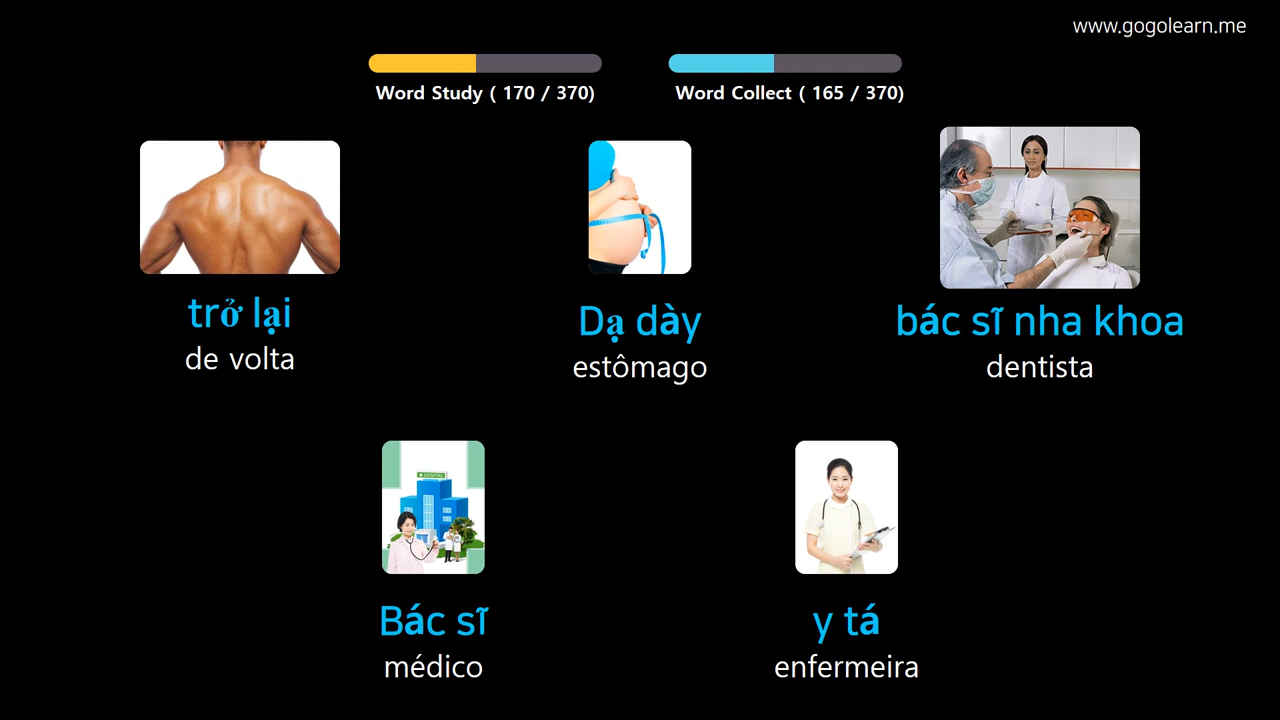 www.gogolearn.me
Word Study ( 170 / 370)
Word Collect ( 165 / 370)
trở lại
de volta
Dạ dày
estômago
bác sĩ nha khoa
dentista
HOSPITAL
Bác sĩ
médico
y tá
enfermeira